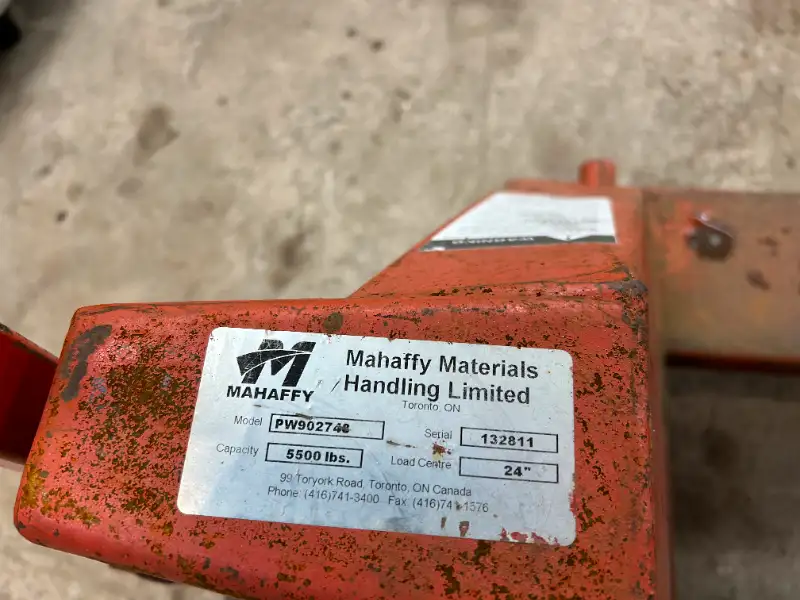 MAHAFFY
Mahaffy Materials
Handling Limited
Toronto, ON
Model PW902748
Serial 132811
Capacity 5500 lbs.
Load Centre 24"
99 Toryork Road, Toronto, ON Canada
Phone: (416)741-3400 Fax: (416)741-1576